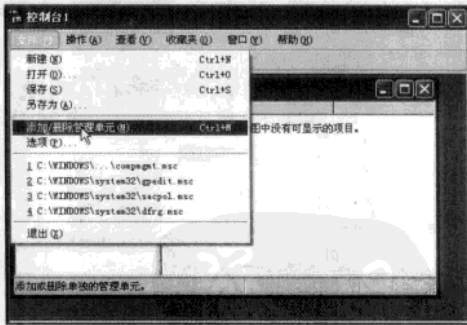 控制台1
文件(F) 操作(A) 查看(V) 收藏夹(O) 窗口(W) 帮助(H)
新建(N) Ctrl+N
打开(O)... Ctrl+O
保存(S) Ctrl+S
另存为(A)...
添加/删除管理单元(M)... Ctrl+M
图中没有可显示的项目。
选项(P)...
1 C:\WINDOWS\...\compmgmt.msc
2 C:\WINDOWS\system32\gpedit.msc
3 C:\WINDOWS\system32\secpol.msc
4 C:\WINDOWS\system32\dfrg.msc
退出(X)
添加或删除单独的管理单元。